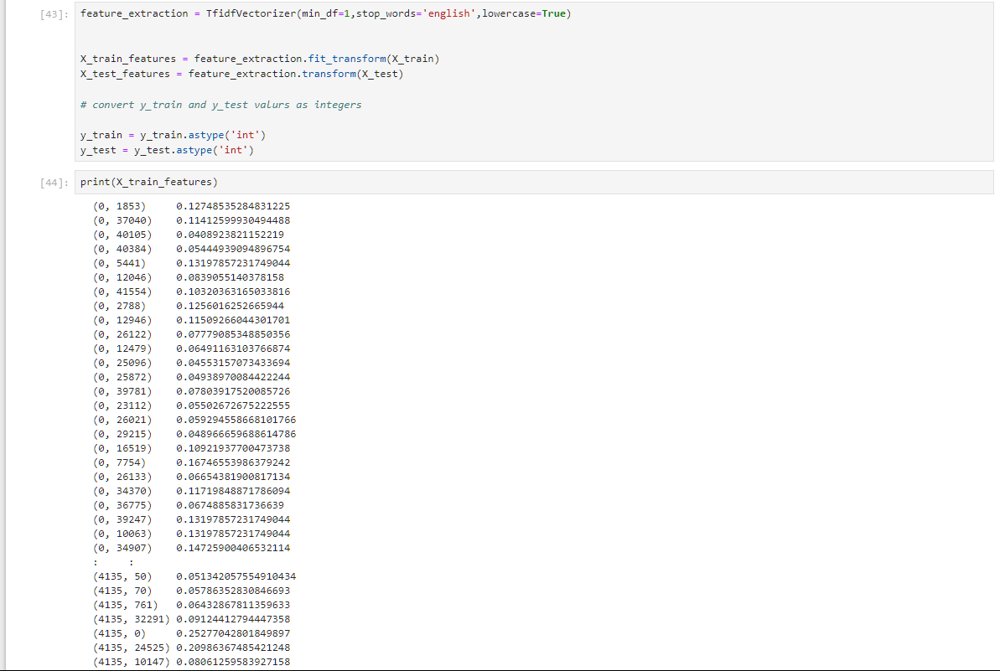 [43]: feature_extraction = TfidfVectorizer(min_df=1,stop_words='english',lowercase=True)
X_train_features = feature_extraction.fit_transform(X_train)
X_test_features = feature_extraction.transform(X_test)
# convert y_train and y_test valurs as integers
y_train = y_train.astype('int')
y_test = y_test.astype('int')
[44]: print(X_train_features)
(0, 1853) 0.12748535284831225
(0, 37040) 0.11412599930494488
(0, 40105) 0.0408923821152219
(0, 40384) 0.05444939094896754
(0, 5441) 0.13197857231749044
(0, 12046) 0.0839055140378158
(0, 41554) 0.10320363165033816
(0, 2788) 0.1256016252665944
(0, 12946) 0.11509266044301701
(0, 26122) 0.07779085348850356
(0, 12479) 0.06491163103766874
(0, 25096) 0.04553157073433694
(0, 25872) 0.04938970084422244
(0, 39781) 0.07803917520085726
(0, 23112) 0.05502672675222555
(0, 26021) 0.059294558668101766
(0, 29215) 0.048966659688614786
(0, 16519) 0.10921937700473738
(0, 7754) 0.16746553986379242
(0, 26133) 0.06654381900817134
(0, 34370) 0.11719848871786094
(0, 36775) 0.0674885831736639
(0, 39247) 0.13197857231749044
(0, 10063) 0.13197857231749044
(0, 34907) 0.14725900406532114
: :
(4135, 50) 0.051342057554910434
(4135, 70) 0.05786352830846693
(4135, 761) 0.06432867811359633
(4135, 32291) 0.09124412794447358
(4135, 0) 0.25277042801849897
(4135, 24525) 0.20986367485421248
(4135, 10147) 0.08061259583927158